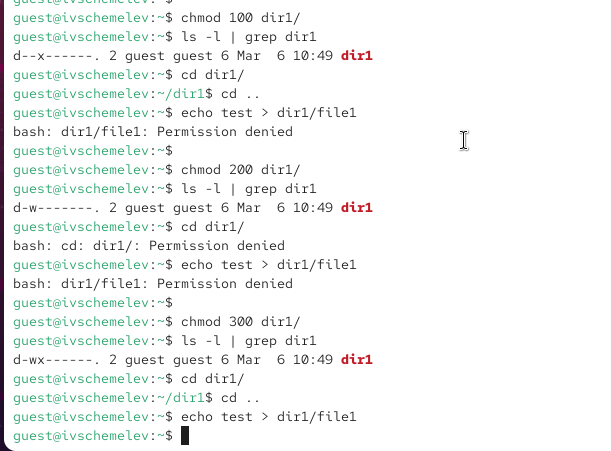 guest@ivschemelev:~$ chmod 100 dir1/
guest@ivschemelev:~$ ls -l | grep dir1
d--x------. 2 guest guest 6 Mar  6 10:49 dir1
guest@ivschemelev:~$ cd dir1/
guest@ivschemelev:~/dir1$ cd ..
guest@ivschemelev:~$ echo test > dir1/file1
bash: dir1/file1: Permission denied
guest@ivschemelev:~$
guest@ivschemelev:~$ chmod 200 dir1/
guest@ivschemelev:~$ ls -l | grep dir1
d-w-------. 2 guest guest 6 Mar  6 10:49 dir1
guest@ivschemelev:~$ cd dir1/
bash: cd: dir1/: Permission denied
guest@ivschemelev:~$ echo test > dir1/file1
bash: dir1/file1: Permission denied
guest@ivschemelev:~$
guest@ivschemelev:~$ chmod 300 dir1/
guest@ivschemelev:~$ ls -l | grep dir1
d-wx------. 2 guest guest 6 Mar  6 10:49 dir1
guest@ivschemelev:~$ cd dir1/
guest@ivschemelev:~/dir1$ cd ..
guest@ivschemelev:~$ echo test > dir1/file1
guest@ivschemelev:~$